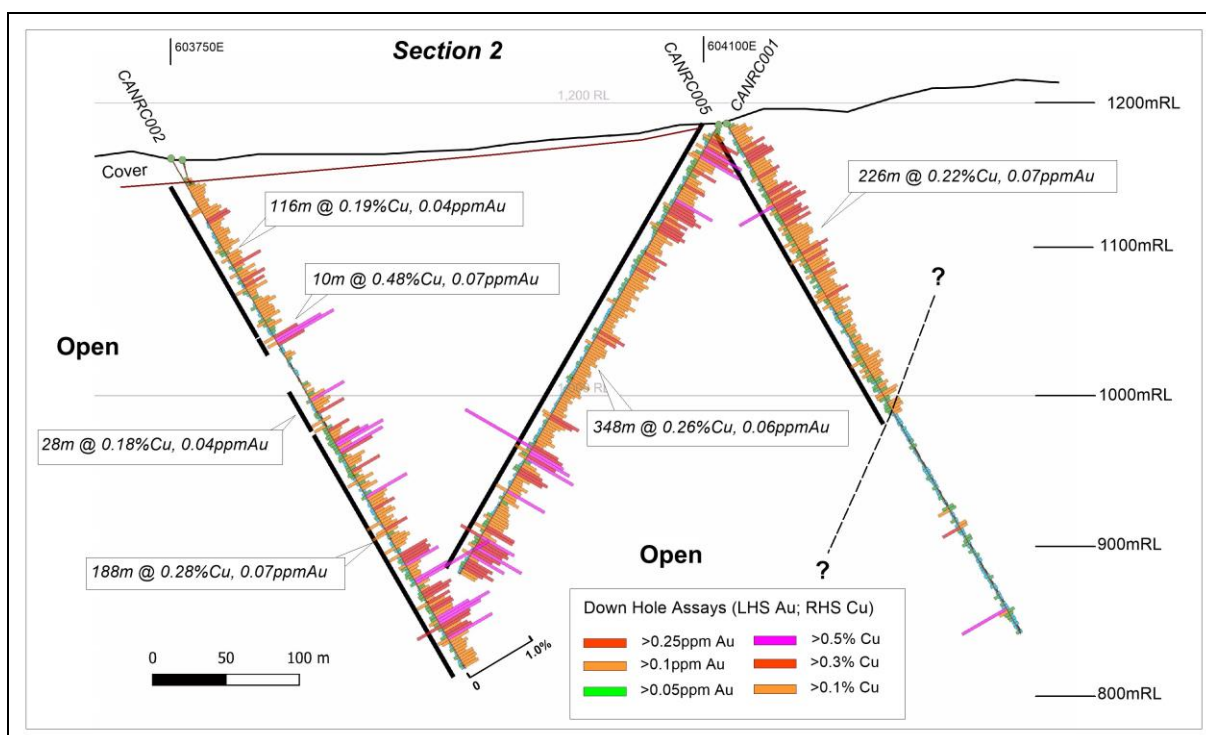 603750E
Section 2
604100E
CANRC002
CANRC005
CANRC001
1,200 RL
1200mRL
Cover
116m @ 0.19%Cu, 0.04ppmAu
226m @ 0.22%Cu, 0.07ppmAu
1100mRL
10m @ 0.48%Cu, 0.07ppmAu
?
Open
1000mRL
28m @ 0.18%Cu, 0.04ppmAu
348m @ 0.26%Cu, 0.06ppmAu
188m @ 0.28%Cu, 0.07ppmAu
Open
900mRL
?
Down Hole Assays (LHS Au; RHS Cu)
>0.25ppm Au
>0.5% Cu
>0.1ppm Au
>0.3% Cu
>0.05ppm Au
>0.1% Cu
1.0%
0
0 50 100 m
800mRL